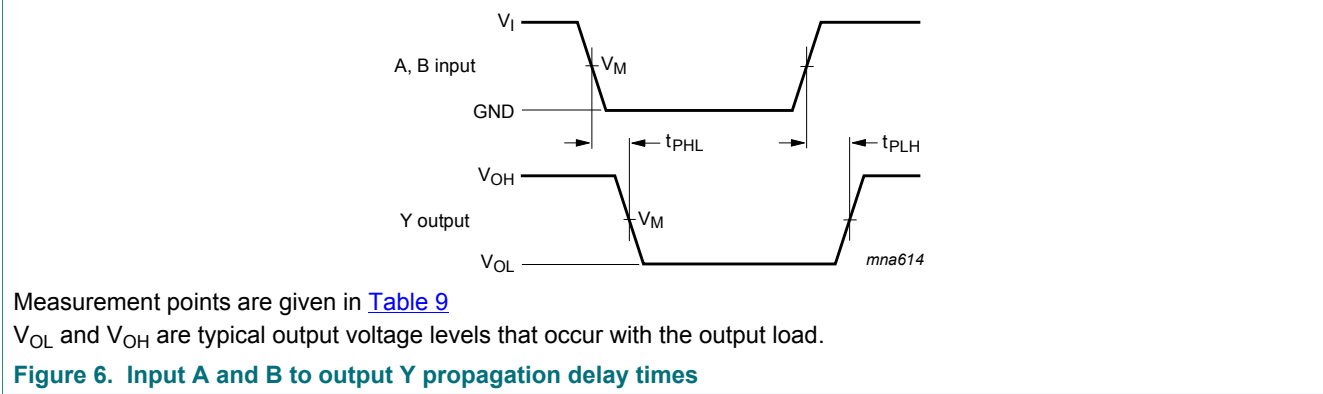 VI
A, B input
VM
GND
tPHL
tPLH
VOH
Y output
VM
VOL
mna614
Measurement points are given in Table 9
VOL and VOH are typical output voltage levels that occur with the output load.
Figure 6. Input A and B to output Y propagation delay times